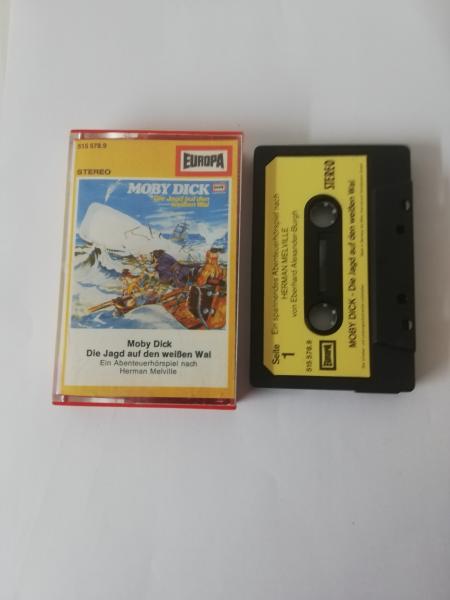 515 578.9
EUROPA
STEREO
MOBY DICK
Die Jagd auf den
weißen Wal
Moby Dick
Die Jagd auf den weißen Wal
Ein Abenteuerhörspiel nach
Herman Melville
Ein spannendes Abenteuerhörspiel nach
HERMAN MELVILLE
von Eberhard Alexander-Burgh
STEREO
Seite
1
515 578.9
MOBY DICK - Die Jagd auf den weißen Wal
EUROPA